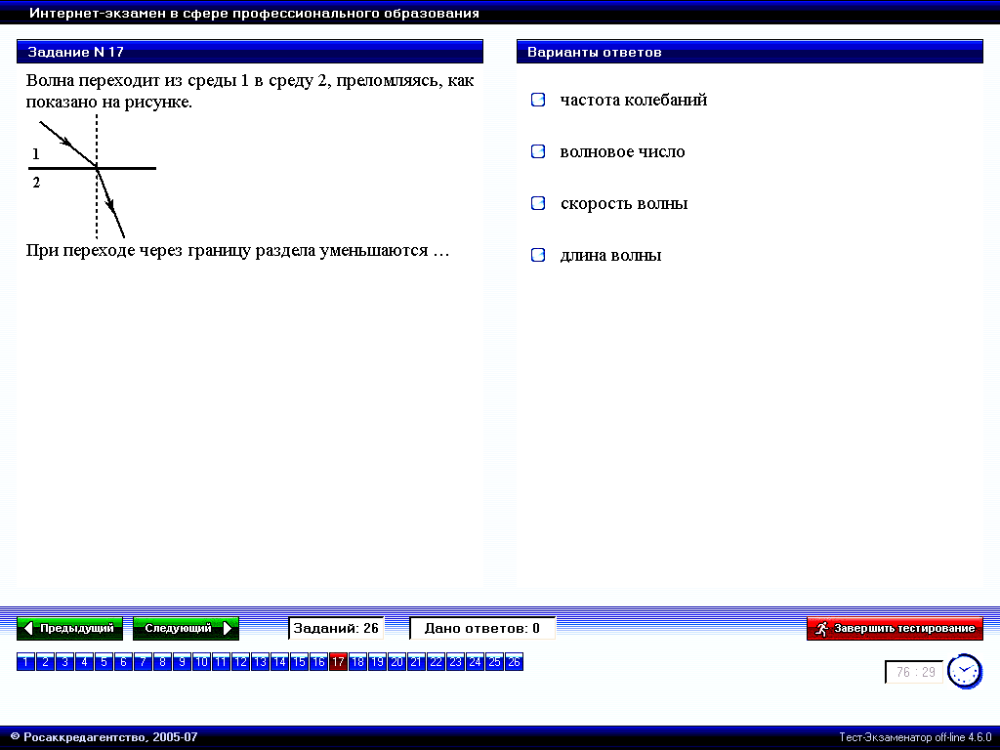 Интернет-экзамен в сфере профессионального образования
Задание N 17
Волна переходит из среды 1 в среду 2, преломляясь, как
показано на рисунке.
1
2
При переходе через границу раздела уменьшаются …
Варианты ответов
частота колебаний
волновое число
скорость волны
длина волны
Предыдущий
Следующий
Заданий: 26
Дано ответов: 0
Завершить тестирование
1 2 3 4 5 6 7 8 9 10 11 12 13 14 15 16 17 18 19 20 21 22 23 24 25 26
76 : 29
© Росаккредагентство, 2005-07
Тест-Экзаменатор off-line 4.6.0